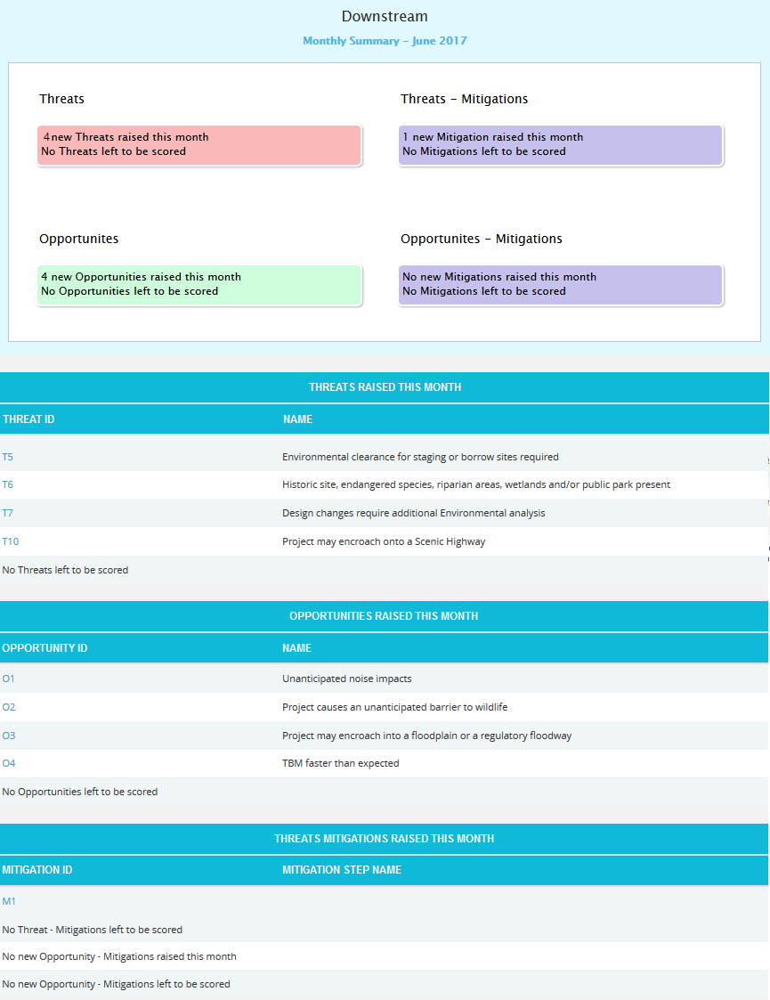 Downstream
Monthly Summary – June 2017
Threats
4 new Threats raised this month
No Threats left to be scored
Threats – Mitigations
1 new Mitigation raised this month
No Mitigations left to be scored
Opportunites
4 new Opportunities raised this month
No Opportunities left to be scored
Opportunites – Mitigations
No new Mitigations raised this month
No Mitigations left to be scored
THREATS RAISED THIS MONTH
THREAT ID NAME
T5 Environmental clearance for staging or borrow sites required
T6 Historic site, endangered species, riparian areas, wetlands and/or public park present
T7 Design changes require additional Environmental analysis
T10 Project may encroach onto a Scenic Highway
No Threats left to be scored
OPPORTUNITIES RAISED THIS MONTH
OPPORTUNITY ID NAME
O1 Unanticipated noise impacts
O2 Project causes an unanticipated barrier to wildlife
O3 Project may encroach into a floodplain or a regulatory floodway
O4 TBM faster than expected
No Opportunities left to be scored
THREATS MITIGATIONS RAISED THIS MONTH
MITIGATION ID MITIGATION STEP NAME
M1
No Threat - Mitigations left to be scored
No new Opportunity - Mitigations raised this month
No new Opportunity - Mitigations left to be scored